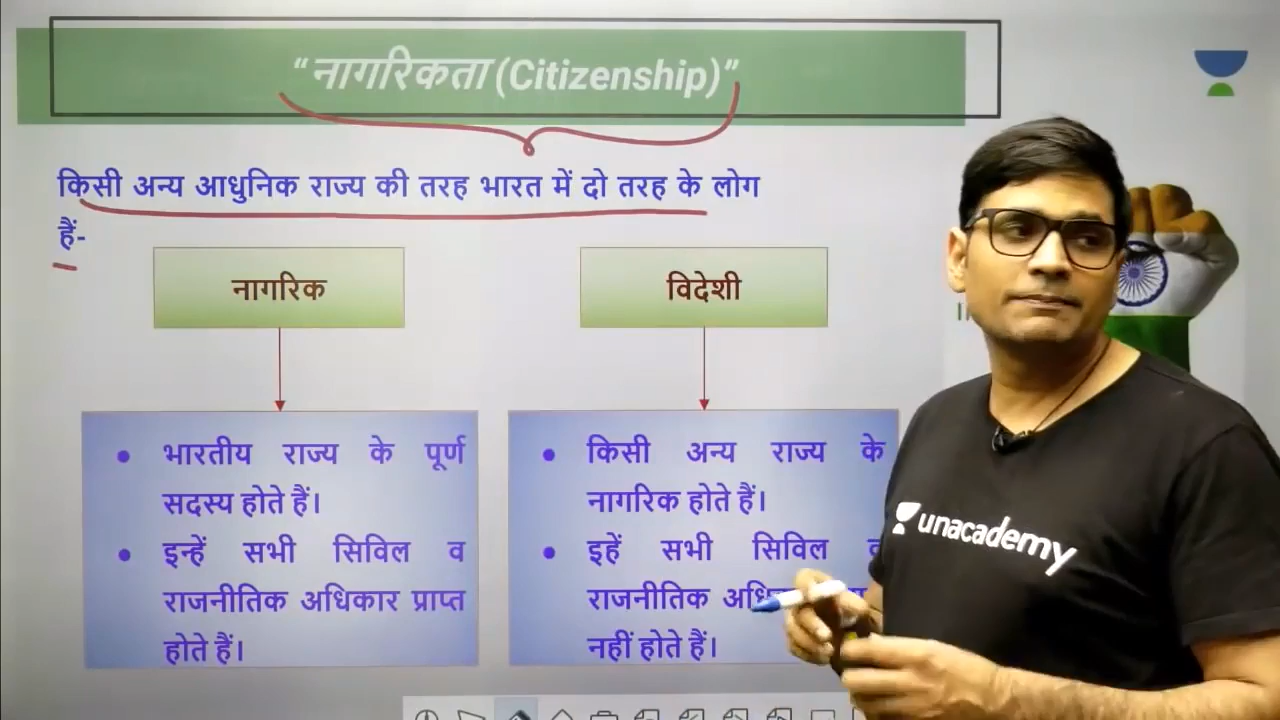 “नागरिकता (Citizenship)”
किसी अन्य आधुनिक राज्य की तरह भारत में दो तरह के लोग
हैं-
नागरिक
विदेशी
भारतीय राज्य के पूर्ण
सदस्य होते हैं।
इन्हें सभी सिविल व
राजनीतिक अधिकार प्राप्त
होते हैं।
किसी अन्य राज्य के
नागरिक होते हैं।
इहें सभी सिविल
राजनीतिक
नहीं होते हैं।
unacademy